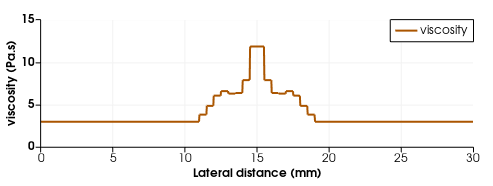 15
viscosity
10
5
0
viscosity (Pa.s)
0 5 10 15 20 25 30
Lateral distance (mm)